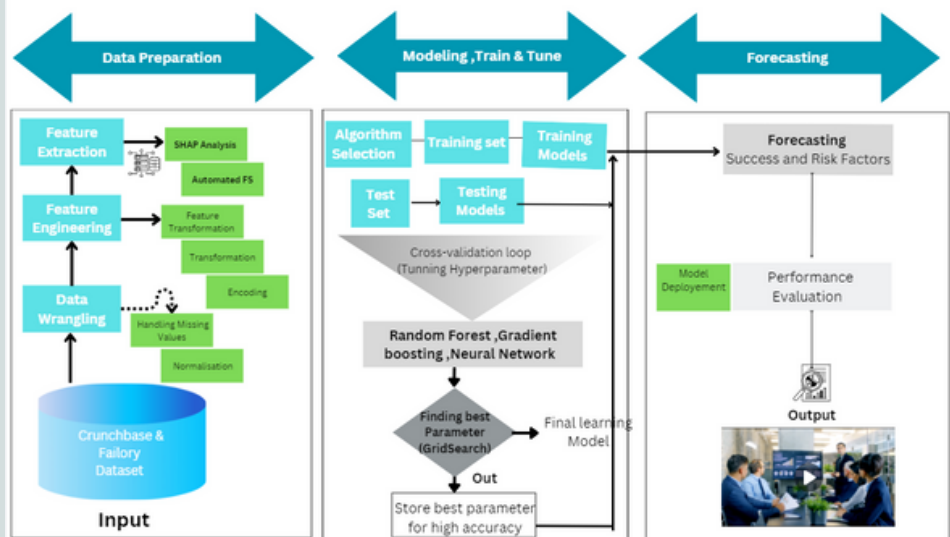 Data Preparation
Modeling ,Train & Tune
Forecasting
Feature
Extraction
SHAP Analysis
Automated FS
Feature
Engineering
Feature
Transformation
Transformation
Encoding
Data
Wrangling
Handling Missing
Values
Normalisation
Crunchbase &
Failory
Dataset
Input
Algorithm
Selection
Training set
Training
Models
Test
Set
Testing
Models
Cross-validation loop
(Tunning Hyperparameter)
Random Forest ,Gradient
boosting ,Neural Network
Finding best
Parameter
(GridSearch)
Final learning
Model
Out
Store best parameter
for high accuracy
Forecasting
Success and Risk Factors
Model
Deployement
Performance
Evaluation
Output